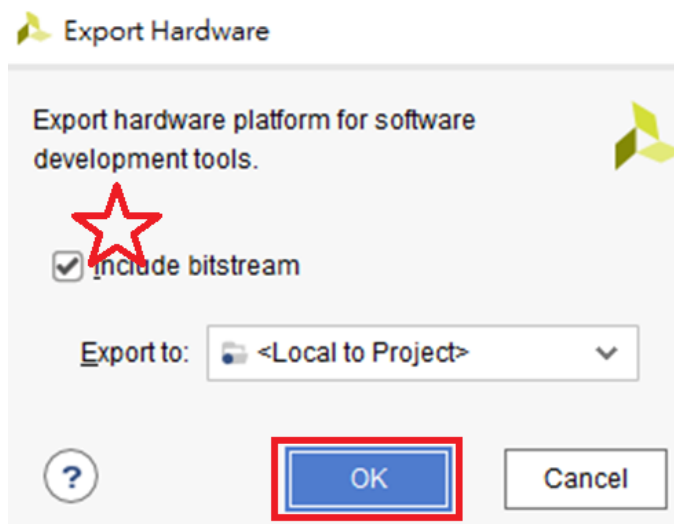 Export Hardware
Export hardware platform for software
development tools.
Include bitstream
Export to: <Local to Project>
? OK Cancel